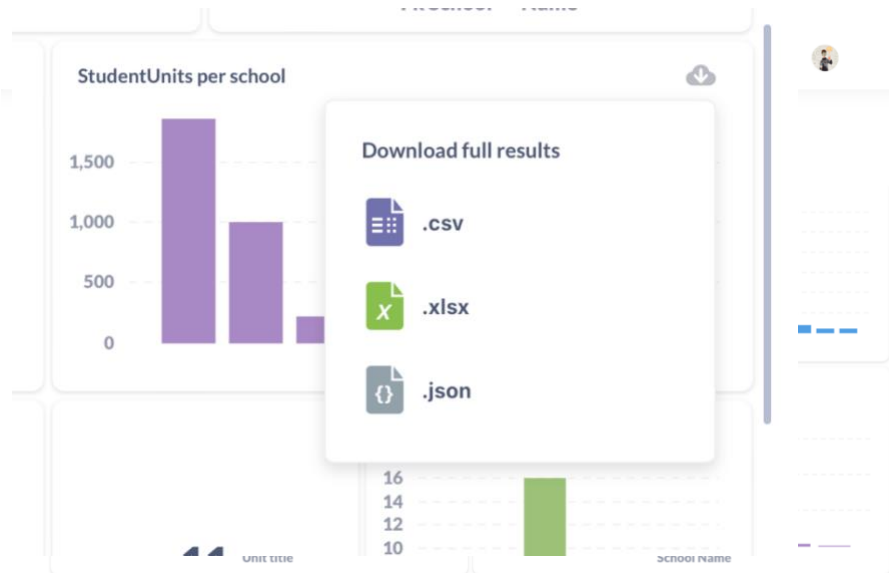 StudentUnits per school
1,500
1,000
500
0
Download full results
.csv
X
.xlsx
{}
.json
16
14
12
10
Unit title
School Name